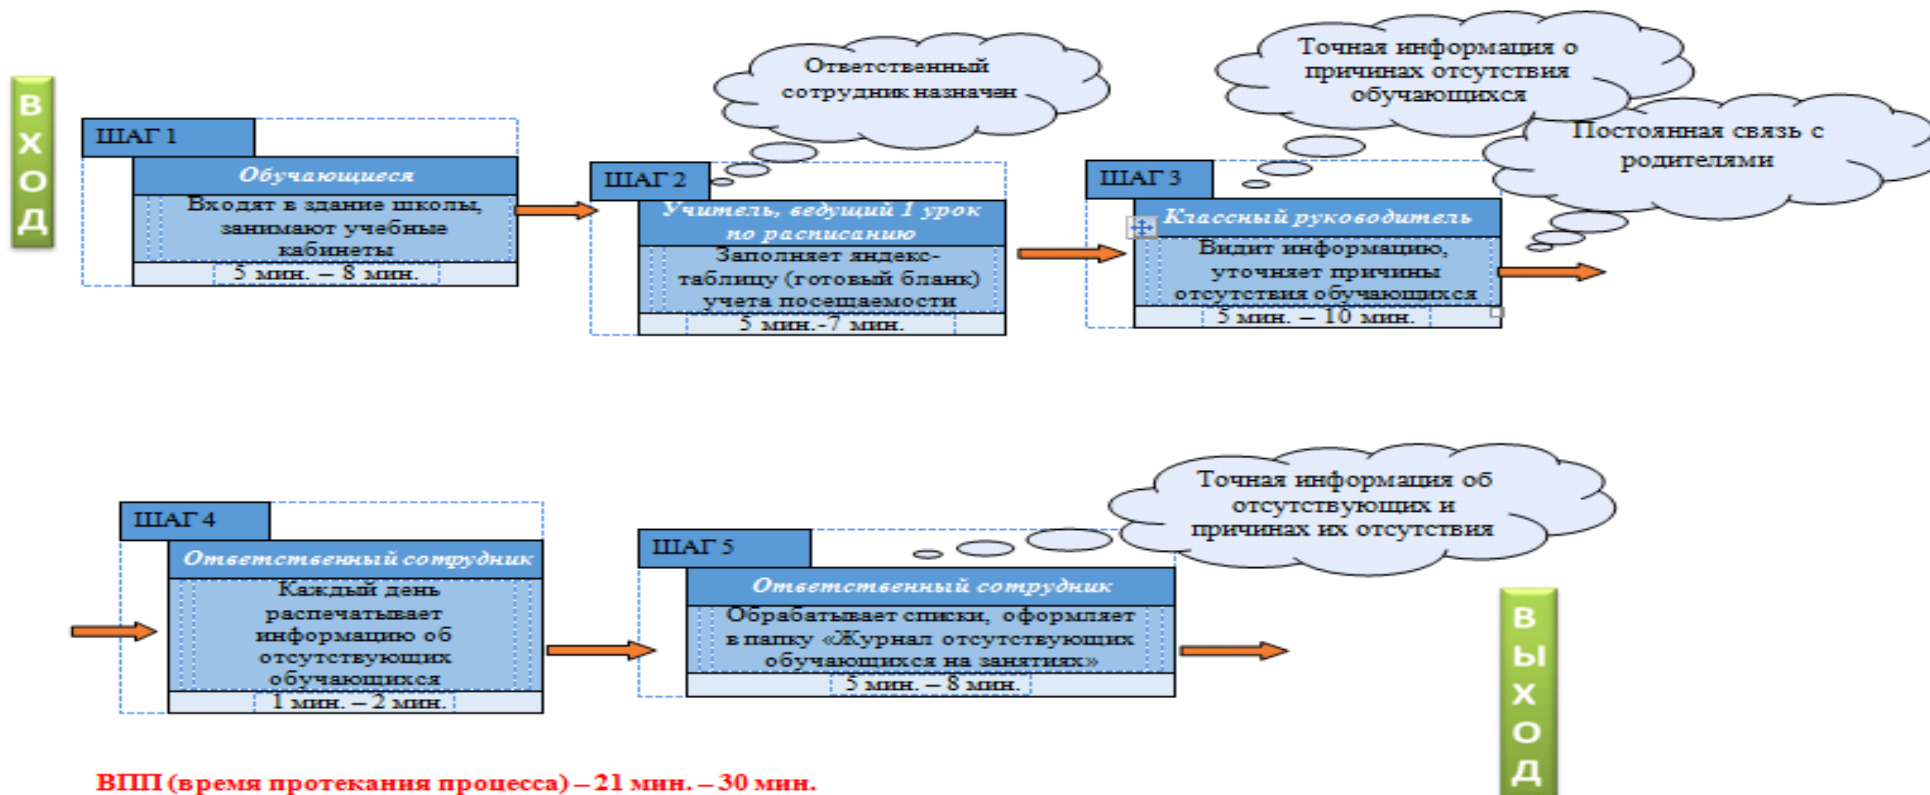 ВХОД
ШАГ 1
Обучающиеся
Входят в здание школы,
занимают учебные
кабинеты
5 мин. – 8 мин.
Ответственный
сотрудник назначен
ШАГ 2
Учитель, ведущий 1 урок
по расписанию
Заполняет яндекс-
таблицу (готовый бланк)
учета посещаемости
5 мин.-7 мин.
Точная информация о
причинах отсутствия
обучающихся
Постоянная связь с
родителями
ШАГ 3
Классный руководитель
Видит информацию,
уточняет причины
отсутствия обучающихся
5 мин. – 10 мин.
ШАГ 4
Ответственный сотрудник
Каждый день
распечатывает
информацию об
отсутствующих
обучающихся
1 мин. – 2 мин.
Точная информация об
отсутствующих и
причинах их отсутствия
ШАГ 5
Ответственный сотрудник
Обрабатывает списки, оформляет
в папку «Журнал отсутствующих
обучающихся на занятиях»
5 мин. – 8 мин.
ВЫХОД
ВПП (время протекания процесса) – 21 мин. – 30 мин.